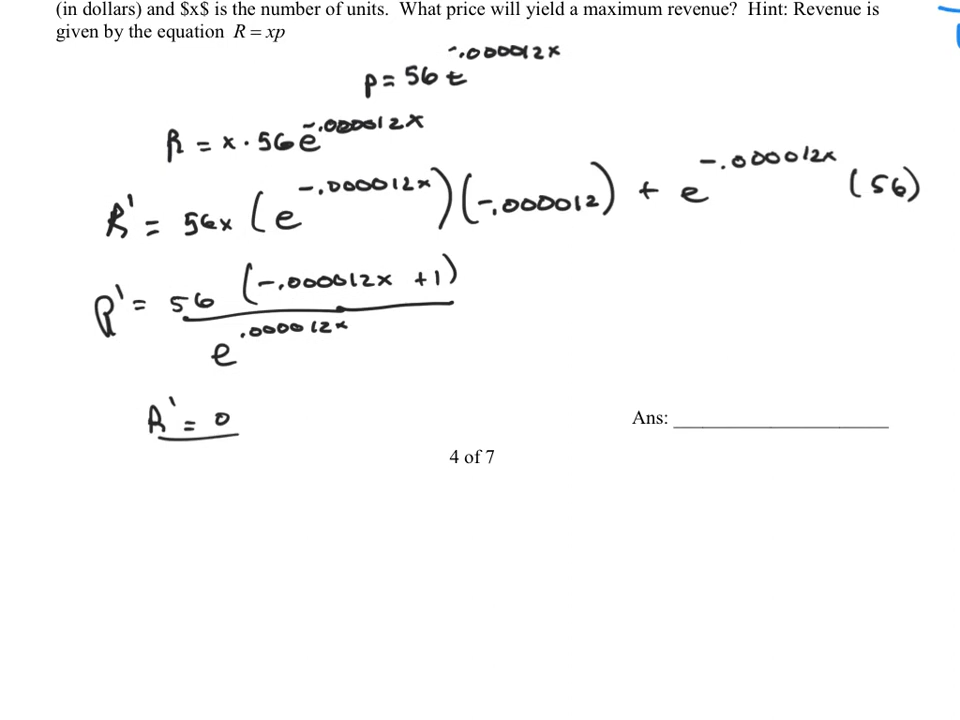 (in dollars) and $x$ is the number of units. What price will yield a maximum revenue? Hint: Revenue is
given by the equation R = xp
p = 56 e^-.000012x
R = x · 56 e^-.000012x
R' = 56x (e^-.000012x)(-.000012) + e^-.000012x (56)
R' = 56 (-.000012x + 1) / e^.000012x
R' = 0
Ans: ____________________
4 of 7